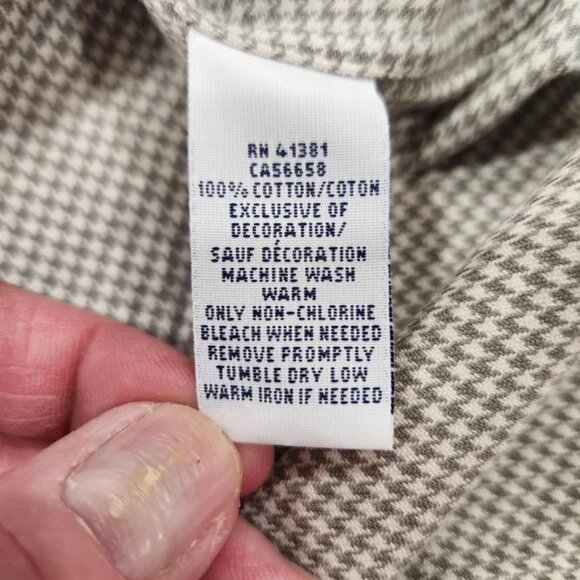 RN 41381
CA56658
100% COTTON/COTON
EXCLUSIVE OF
DECORATION/
SAUF DÉCORATION
MACHINE WASH
WARM
ONLY NON-CHLORINE
BLEACH WHEN NEEDED
REMOVE PROMPTLY
TUMBLE DRY LOW
WARM IRON IF NEEDED